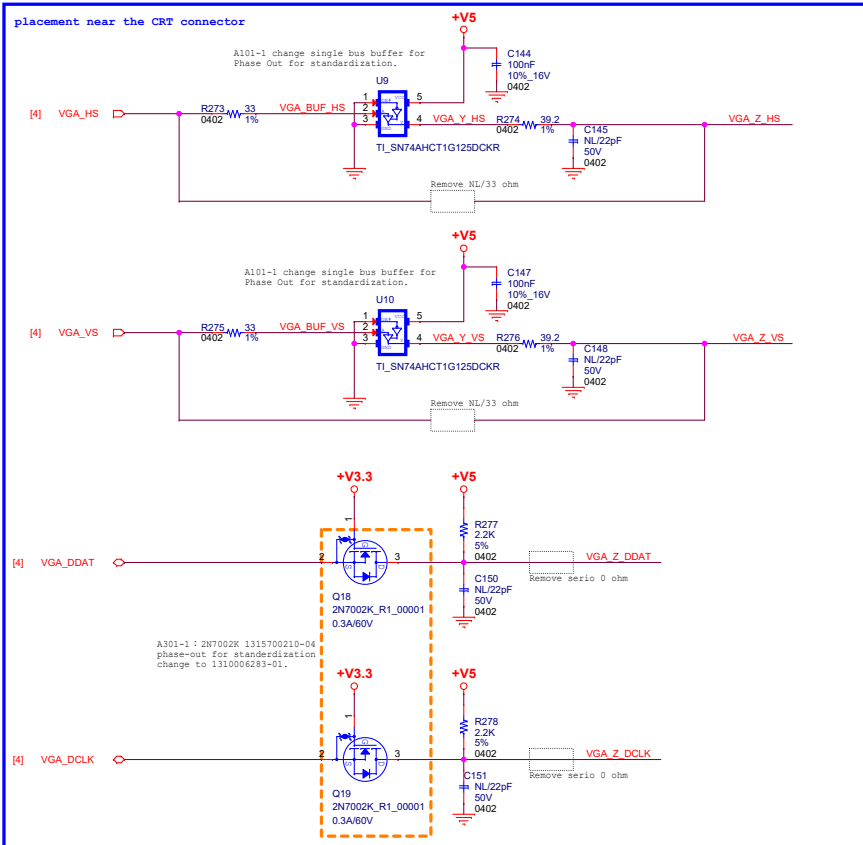 placement near the CRT connector
+V5
A101-1 change single bus buffer for
Phase Out for standardization.
C144
100nF
10%_16V
0402
U9
[4] VGA_HS
R273 33
0402 1%
VGA_BUF_HS
1
2
3
5
4
VGA_Y_HS
R274 39.2
0402 1%
C145
NL/22pF
50V
0402
VGA_Z_HS
TI_SN74AHCT1G125DCKR
Remove NL/33 ohm
+V5
A101-1 change single bus buffer for
Phase Out for standardization.
C147
100nF
10%_16V
0402
U10
[4] VGA_VS
R275 33
0402 1%
VGA_BUF_VS
1
2
3
5
4
VGA_Y_VS
R276 39.2
0402 1%
C148
NL/22pF
50V
0402
VGA_Z_VS
TI_SN74AHCT1G125DCKR
Remove NL/33 ohm
+V3.3
+V5
1
R277
2.2K
5%
0402
[4] VGA_DDAT
2
G
S
D
3
VGA_Z_DDAT
Remove serio 0 ohm
C150
NL/22pF
50V
0402
Q18
2N7002K_R1_00001
0.3A/60V
A301-1：2N7002K 1315700210-04
phase-out for standerdization
change to 1310006283-01.
+V3.3
+V5
1
R278
2.2K
5%
0402
[4] VGA_DCLK
2
G
S
D
3
VGA_Z_DCLK
Remove serio 0 ohm
C151
NL/22pF
50V
0402
Q19
2N7002K_R1_00001
0.3A/60V